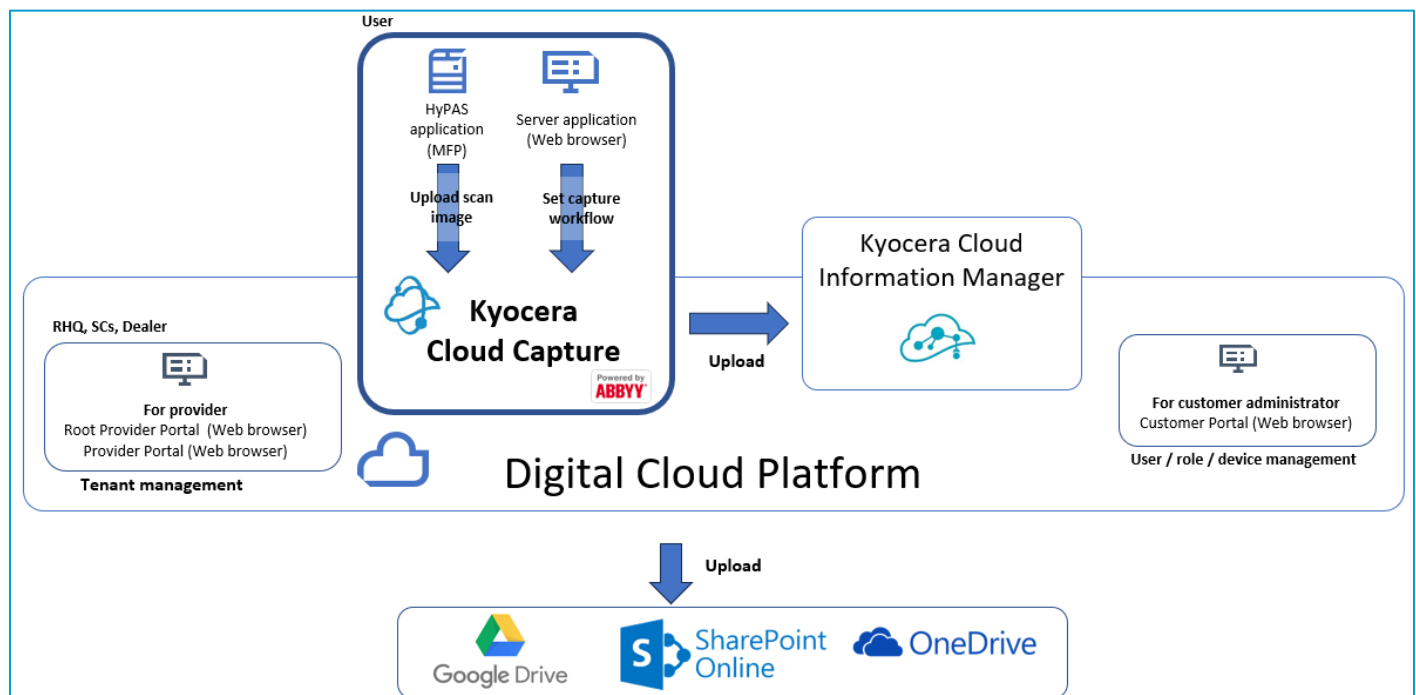 User
HyPAS
application
(MFP)
Server application
(Web browser)
Upload scan
image
Set capture
workflow
Kyocera
Cloud Capture
Powered by
ABBYY
Upload
Kyocera Cloud
Information Manager
RHQ, SCs, Dealer
For provider
Root Provider Portal (Web browser)
Provider Portal (Web browser)
Tenant management
For customer administrator
Customer Portal (Web browser)
User / role / device management
Digital Cloud Platform
Upload
Google Drive
S
SharePoint
Online
OneDrive